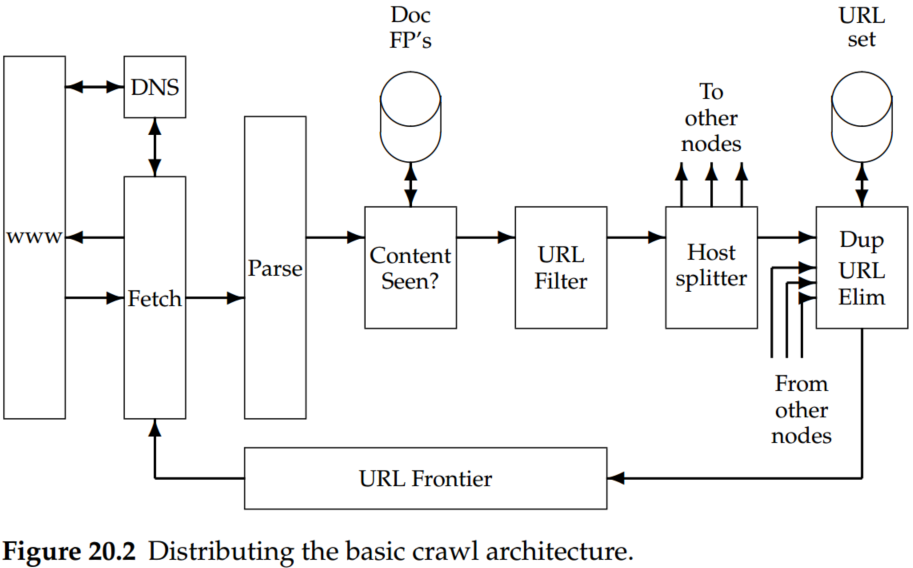 Doc
FP's
URL
set
DNS
To
other
nodes
www
Parse
Fetch
Content
Seen?
URL
Filter
Host
splitter
Dup
URL
Elim
From
other
nodes
URL Frontier
Figure 20.2 Distributing the basic crawl architecture.